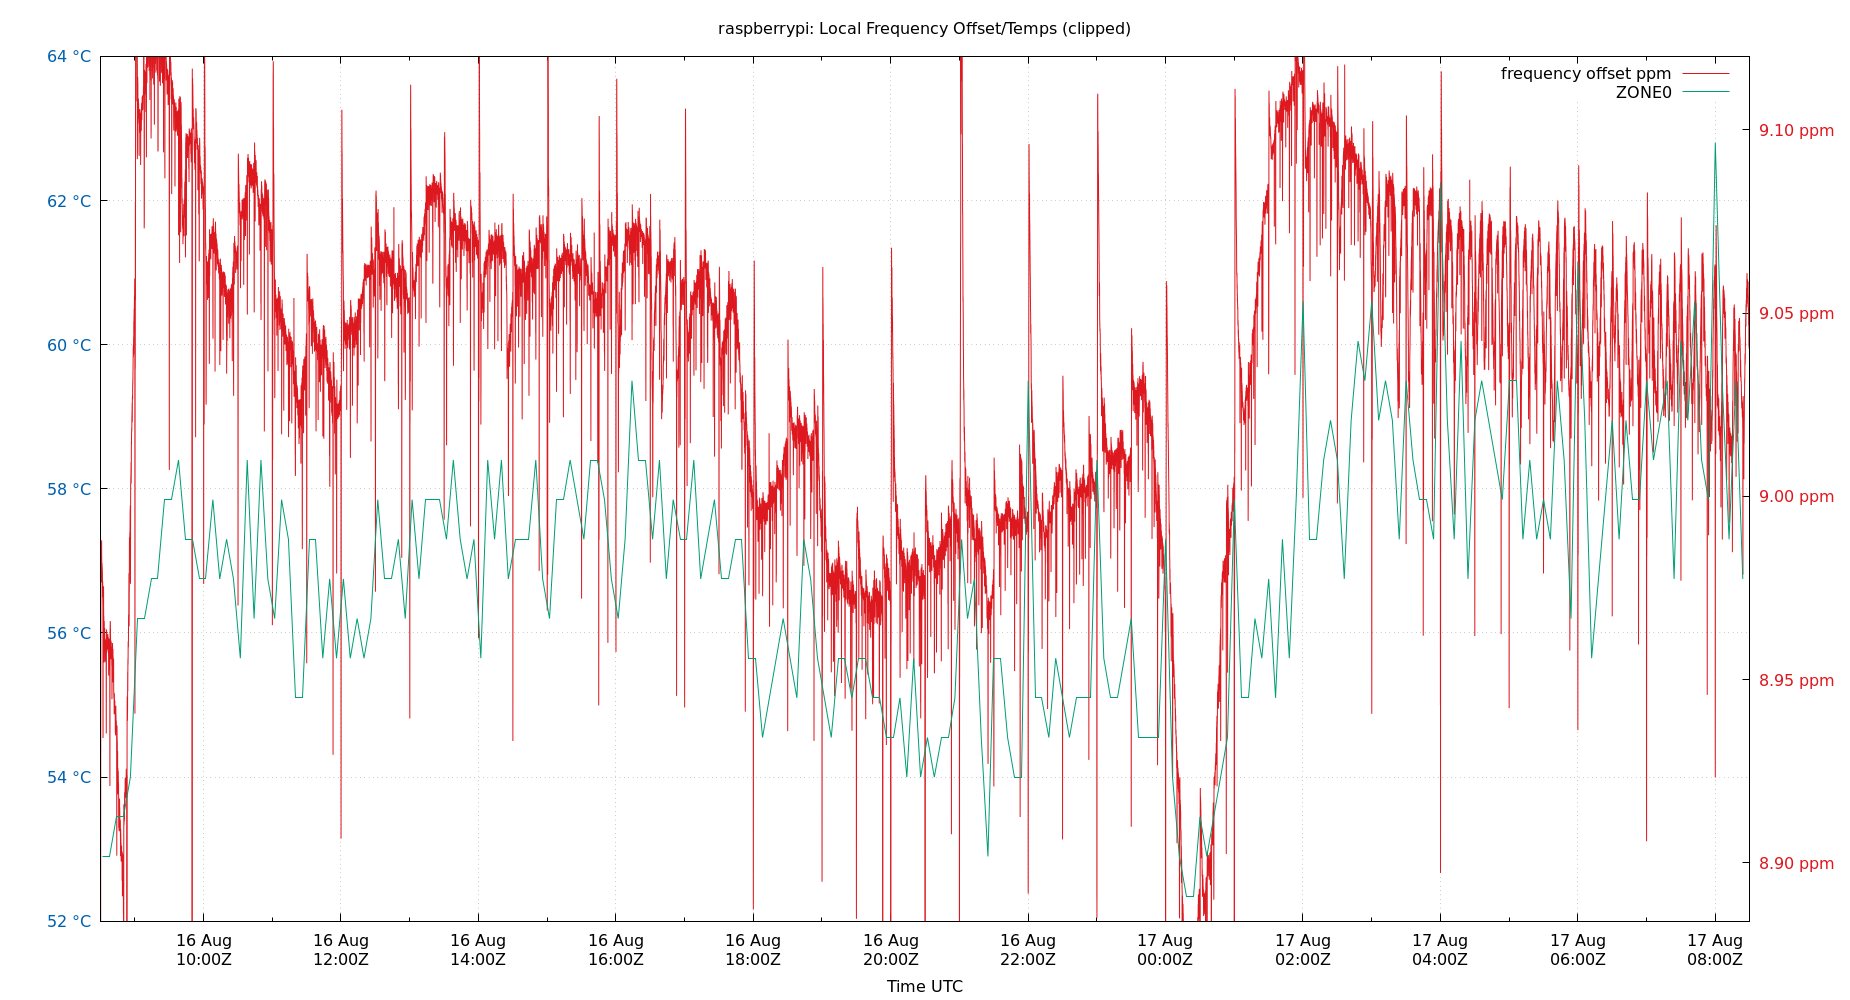 raspberrypi: Local Frequency Offset/Temps (clipped)
frequency offset ppm
ZONE0
64 °C
62 °C
60 °C
58 °C
56 °C
54 °C
52 °C
9.10 ppm
9.05 ppm
9.00 ppm
8.95 ppm
8.90 ppm
16 Aug
10:00Z
16 Aug
12:00Z
16 Aug
14:00Z
16 Aug
16:00Z
16 Aug
18:00Z
16 Aug
20:00Z
16 Aug
22:00Z
17 Aug
00:00Z
17 Aug
02:00Z
17 Aug
04:00Z
17 Aug
06:00Z
17 Aug
08:00Z
Time UTC